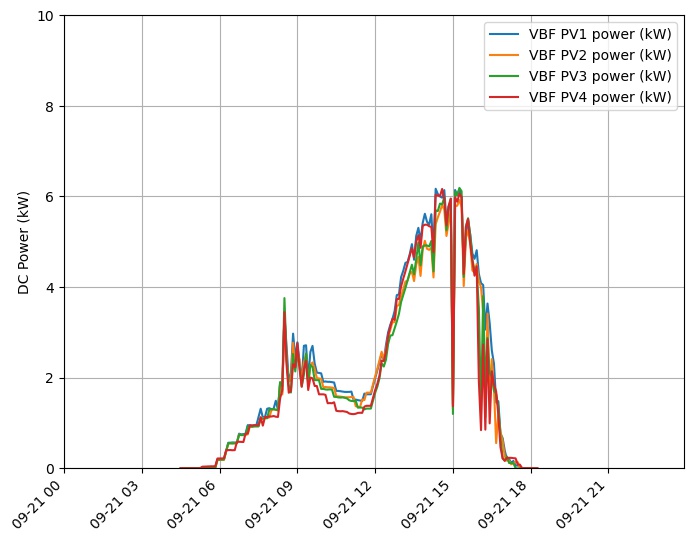 10
8
6
4
2
0
DC Power (kW)
VBF PV1 power (kW)
VBF PV2 power (kW)
VBF PV3 power (kW)
VBF PV4 power (kW)
09-21 00
09-21 03
09-21 06
09-21 09
09-21 12
09-21 15
09-21 18
09-21 21